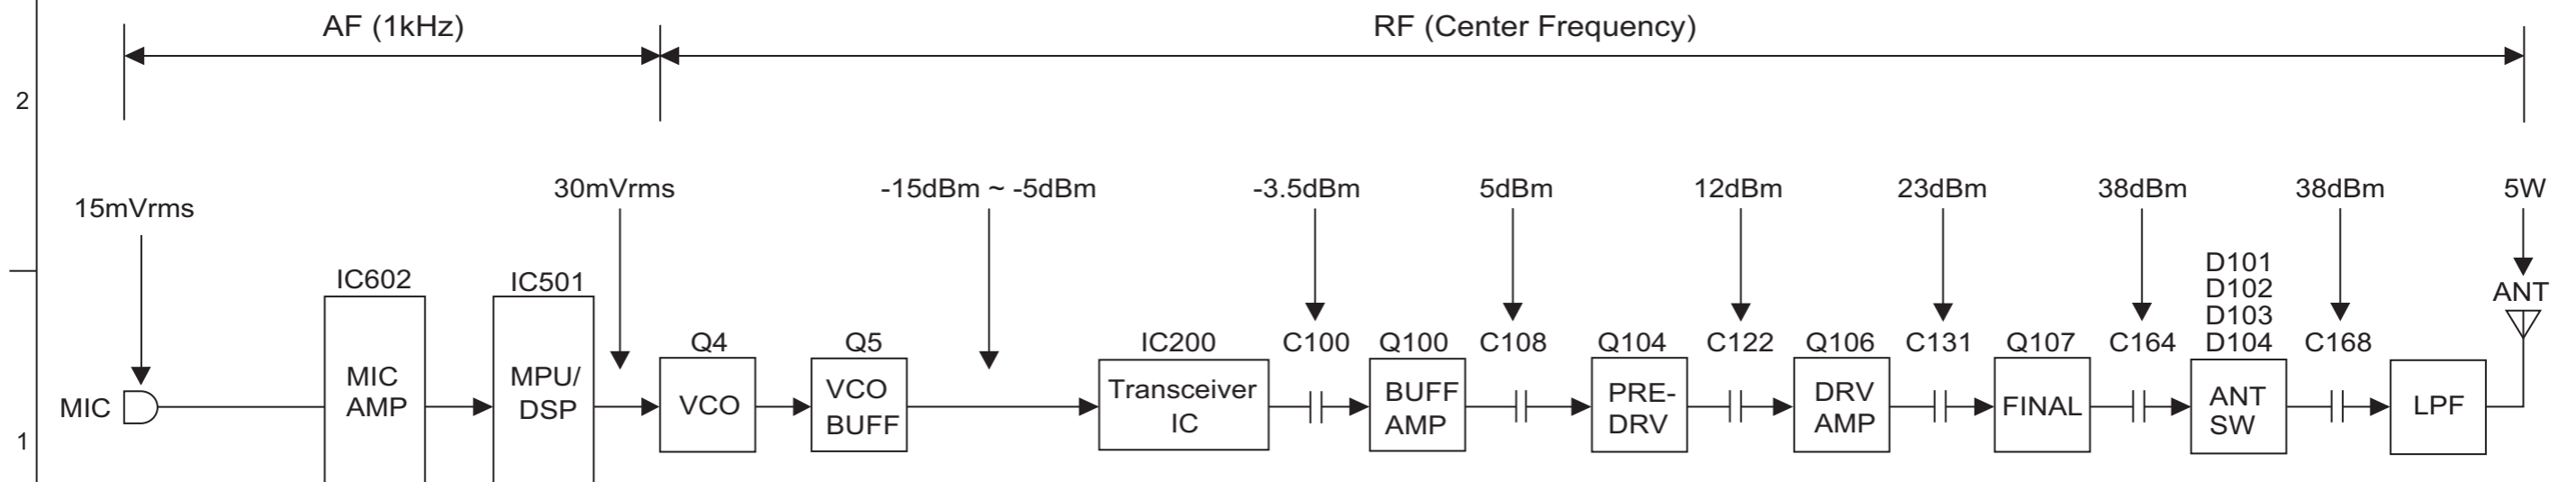 AF (1kHz)
RF (Center Frequency)
2
15mVrms
30mVrms
-15dBm ~ -5dBm
-3.5dBm
5dBm
12dBm
23dBm
38dBm
38dBm
5W
IC602
MIC
AMP
IC501
MPU/
DSP
Q4
VCO
Q5
VCO
BUFF
IC200
Transceiver
IC
C100
Q100
BUFF
AMP
C108
Q104
PRE-
DRV
C122
Q106
DRV
AMP
C131
Q107
FINAL
C164
D101
D102
D103
D104
ANT
SW
C168
LPF
ANT
MIC
1